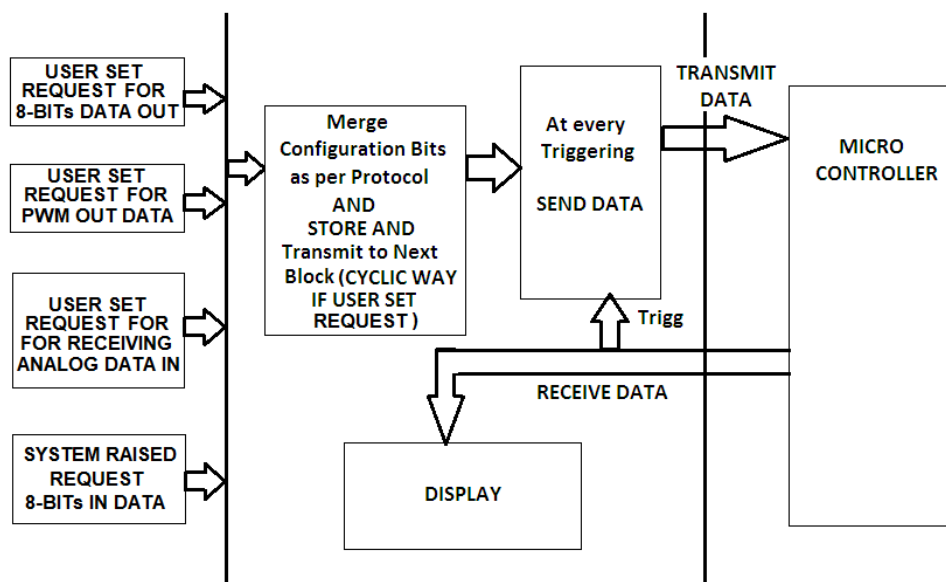 USER SET
REQUEST FOR
8-BITs DATA OUT
USER SET
REQUEST FOR
PWM OUT DATA
USER SET
REQUEST FOR
FOR RECEIVING
ANALOG DATA IN
SYSTEM RAISED
REQUEST
8-BITs IN DATA
Merge
Configuration Bits
as per Protocol
AND
STORE AND
Transmit to Next
Block (CYCLIC WAY
IF USER SET
REQUEST )
At every
Triggering
SEND DATA
Trigg
TRANSMIT
DATA
MICRO
CONTROLLER
RECEIVE DATA
DISPLAY